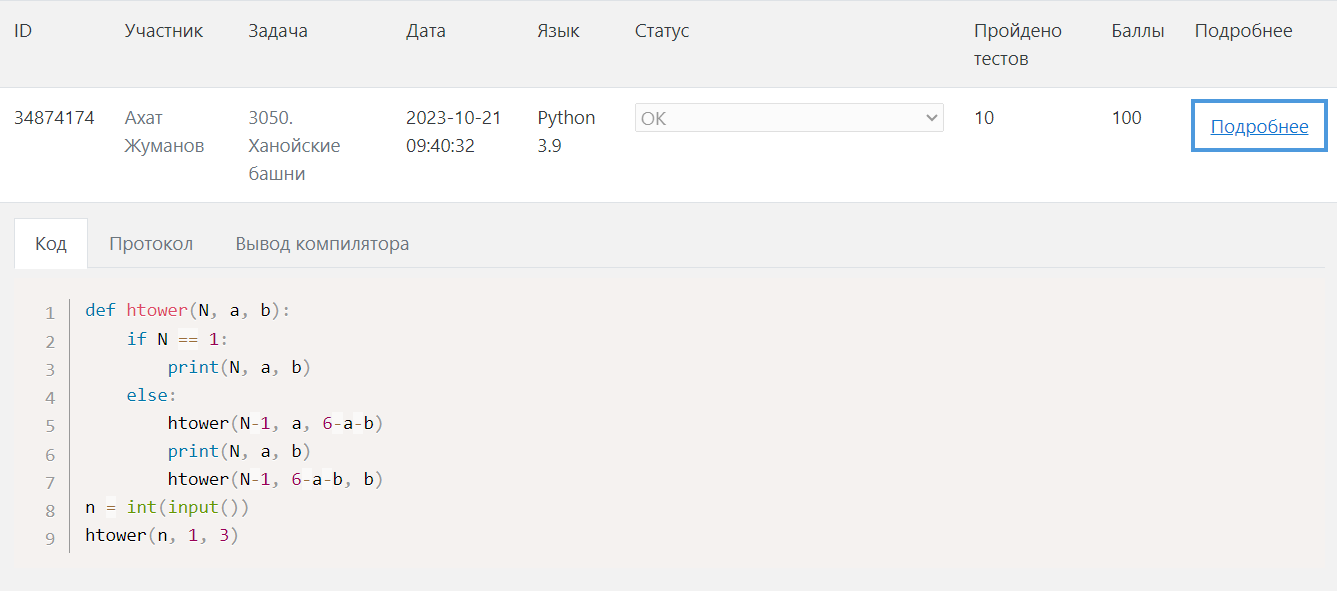 ID Участник Задача Дата Язык Статус Пройдено тестов Баллы Подробнее
34874174 Ахат Жуманов 3050. Ханойские башни 2023-10-21 09:40:32 Python 3.9 OK 10 100 Подробнее
Код Протокол Вывод компилятора
1 def htower(N, a, b):
2     if N == 1:
3         print(N, a, b)
4     else:
5         htower(N-1, a, 6-a-b)
6         print(N, a, b)
7         htower(N-1, 6-a-b, b)
8 n = int(input())
9 htower(n, 1, 3)